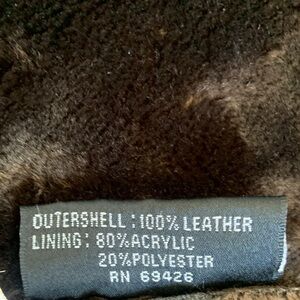 OUTERSHELL : 100% LEATHER
LINING : 80% ACRYLIC
20% POLYESTER
RN 69426